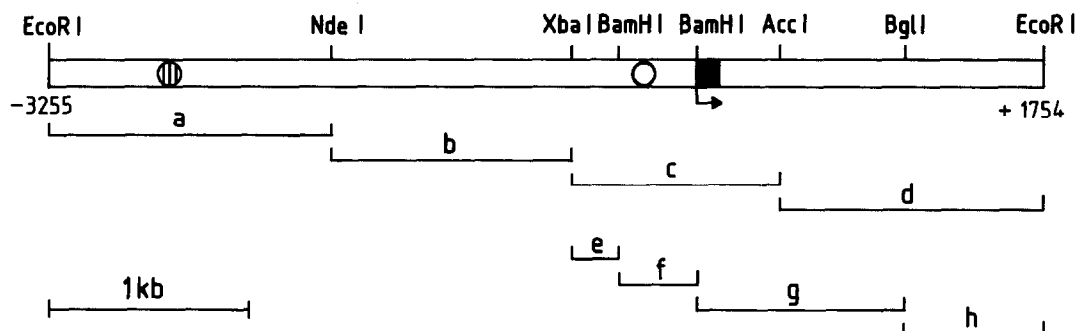 EcoR I Nde I Xba I BamH I BamH I Acc I Bgl I EcoR I
−3255 + 1754
a
b
c
d
e
f
1kb g
h